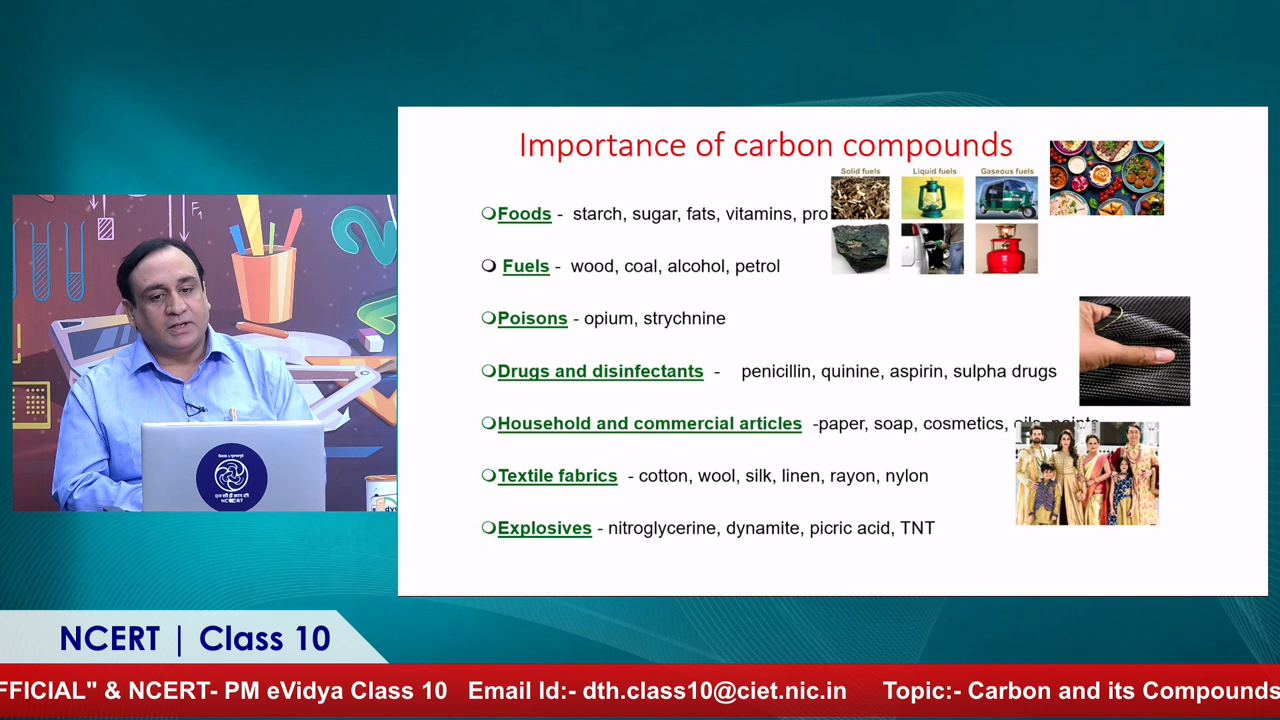 Importance of carbon compounds
Solid fuels Liquid fuels Gaseous fuels
Foods - starch, sugar, fats, vitamins, pro
Fuels - wood, coal, alcohol, petrol
Poisons - opium, strychnine
Drugs and disinfectants - penicillin, quinine, aspirin, sulpha drugs
Household and commercial articles -paper, soap, cosmetics,
Textile fabrics - cotton, wool, silk, linen, rayon, nylon
Explosives - nitroglycerine, dynamite, picric acid, TNT
F₁
NCERT
NCERT | Class 10
FFICIAL" & NCERT- PM eVidya Class 10 Email Id:- dth.class10@ciet.nic.in Topic:- Carbon and its Compounds